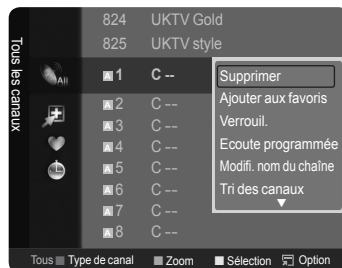 824 UKTV Gold
825 UKTV style
Tous les canaux
All
A 1 C --
A 2 C --
A 3 C --
A 4 C --
A 5 C --
A 6 C --
A 7 C --
A 8 C --
Supprimer
Ajouter aux favoris
Verrouil.
Ecoute programmée
Modifi. nom du chaîne
Tri des canaux
Tous Type de canal Zoom Sélection Option